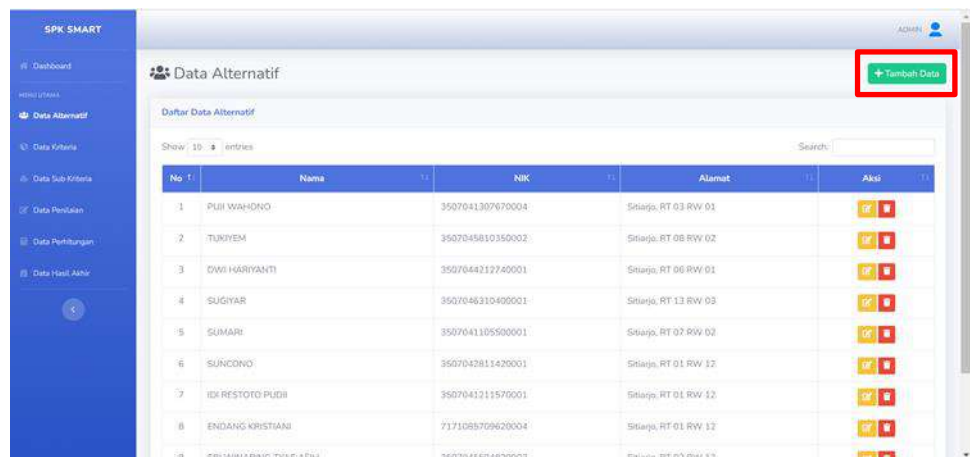 SPK SMART
ADMIN
Dashboard
Data Alternatif
+ Tambah Data
MENU UTAMA
Data Alternatif
Daftar Data Alternatif
Data Kriteria
Show 10 entries
Search:
Data Sub Kriteria
No Nama NIK Alamat Aksi
Data Penilaian
1 PUJI WAHONO 3507041307670004 Sitiarjo, RT 03 RW 01
Data Perhitungan
2 TUKIYEM 3507045810350002 Sitiarjo, RT 08 RW 02
Data Hasil Akhir
3 DWI HARIYANTI 3507044212740001 Sitiarjo, RT 06 RW 01
4 SUGIYAR 3507046310400001 Sitiarjo, RT 13 RW 03
5 SUMARI 3507041105500001 Sitiarjo, RT 07 RW 02
6 SUNCONO 3507042811420001 Sitiarjo, RT 01 RW 12
7 IDI RESTOTO PUDJI 3507041211570001 Sitiarjo, RT 01 RW 12
8 ENDANG KRISTIANI 7171085709620004 Sitiarjo, RT 01 RW 12